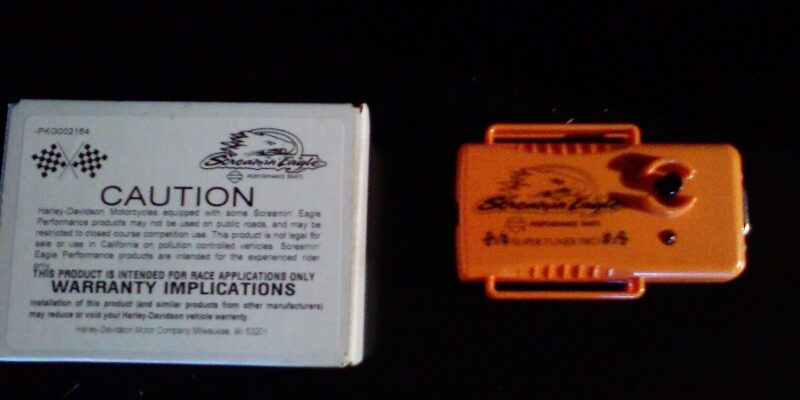 -PKG002164
Screamin Eagle
PERFORMANCE PARTS
CAUTION
Harley-Davidson Motorcycles equipped with some Screamin' Eagle
Performance products may not be used on public roads, and may be
restricted to closed course competition use. This product is not legal for
sale or use in California on pollution controlled vehicles. Screamin'
Eagle Performance products are intended for the experienced rider
only.
THIS PRODUCT IS INTENDED FOR RACE APPLICATIONS ONLY
WARRANTY IMPLICATIONS
Installation of this product (and similar products from other manufacturers)
may reduce or void your Harley-Davidson vehicle warranty.
Harley-Davidson Motor Company Milwaukee, WI 53201
Screamin Eagle
PERFORMANCE PARTS
SUPER TUNER PRO